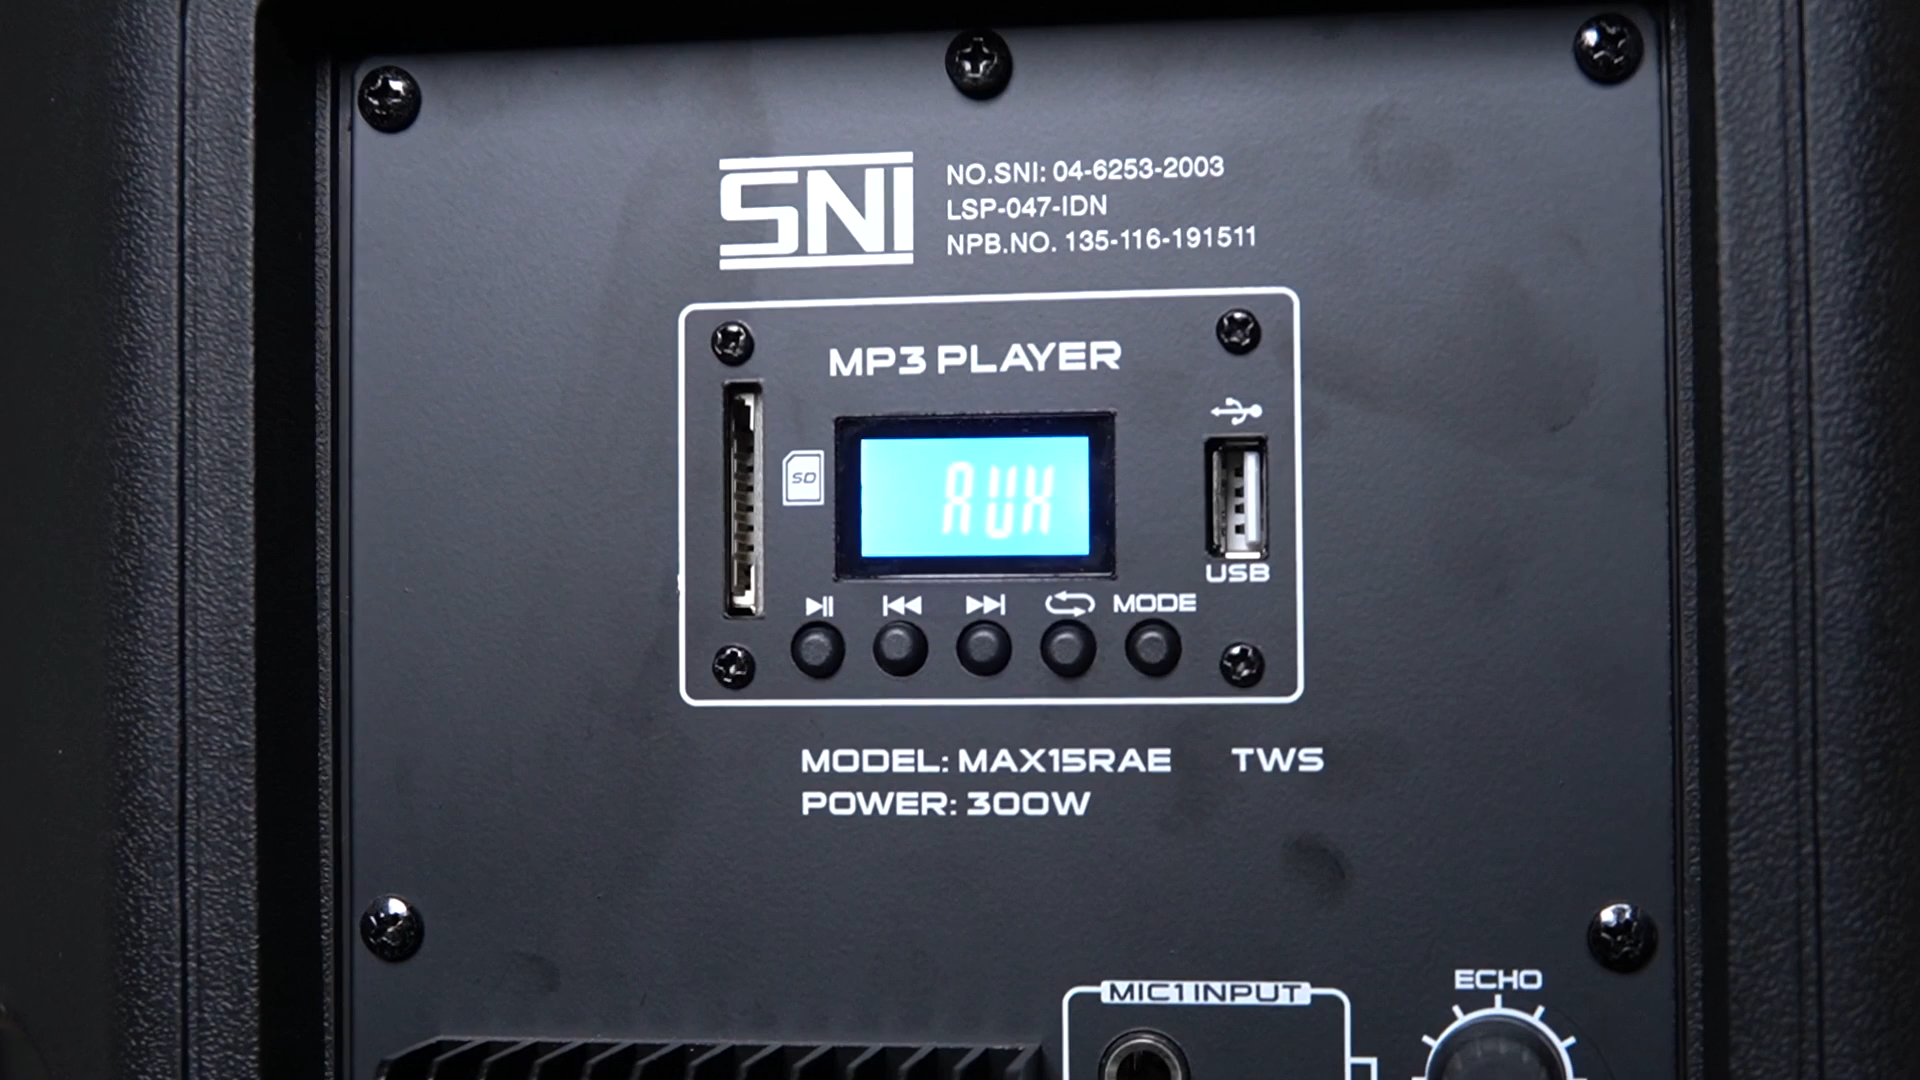 SNI
NO.SNI: 04-6253-2003
LSP-047-IDN
NPB.NO. 135-116-191511
MP3 PLAYER
SD
AUX
USB
MODE
MODEL: MAX15RAE TWS
POWER: 300W
MIC1 INPUT
ECHO